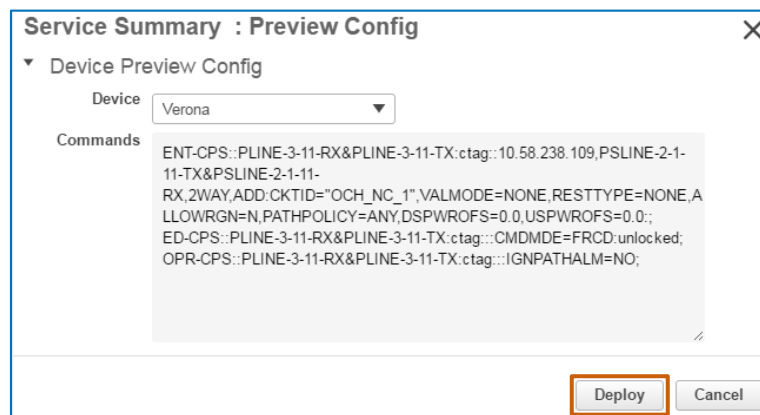 Service Summary : Preview Config
Device Preview Config
Device
Verona
Commands
ENT-CPS::PLINE-3-11-RX&PLINE-3-11-TX:ctag::10.58.238.109,PSLINE-2-1-
11-TX&PSLINE-2-1-11-
RX,2WAY,ADD:CKTID="OCH_NC_1",VALMODE=NONE,RESTTYPE=NONE,A
LLOWRGN=N,PATHPOLICY=ANY,DSPWROFS=0.0,USPWROFS=0.0:;
ED-CPS::PLINE-3-11-RX&PLINE-3-11-TX:ctag:::CMDMDE=FRCD:unlocked;
OPR-CPS::PLINE-3-11-RX&PLINE-3-11-TX:ctag:::IGNPATHALM=NO;
Deploy Cancel